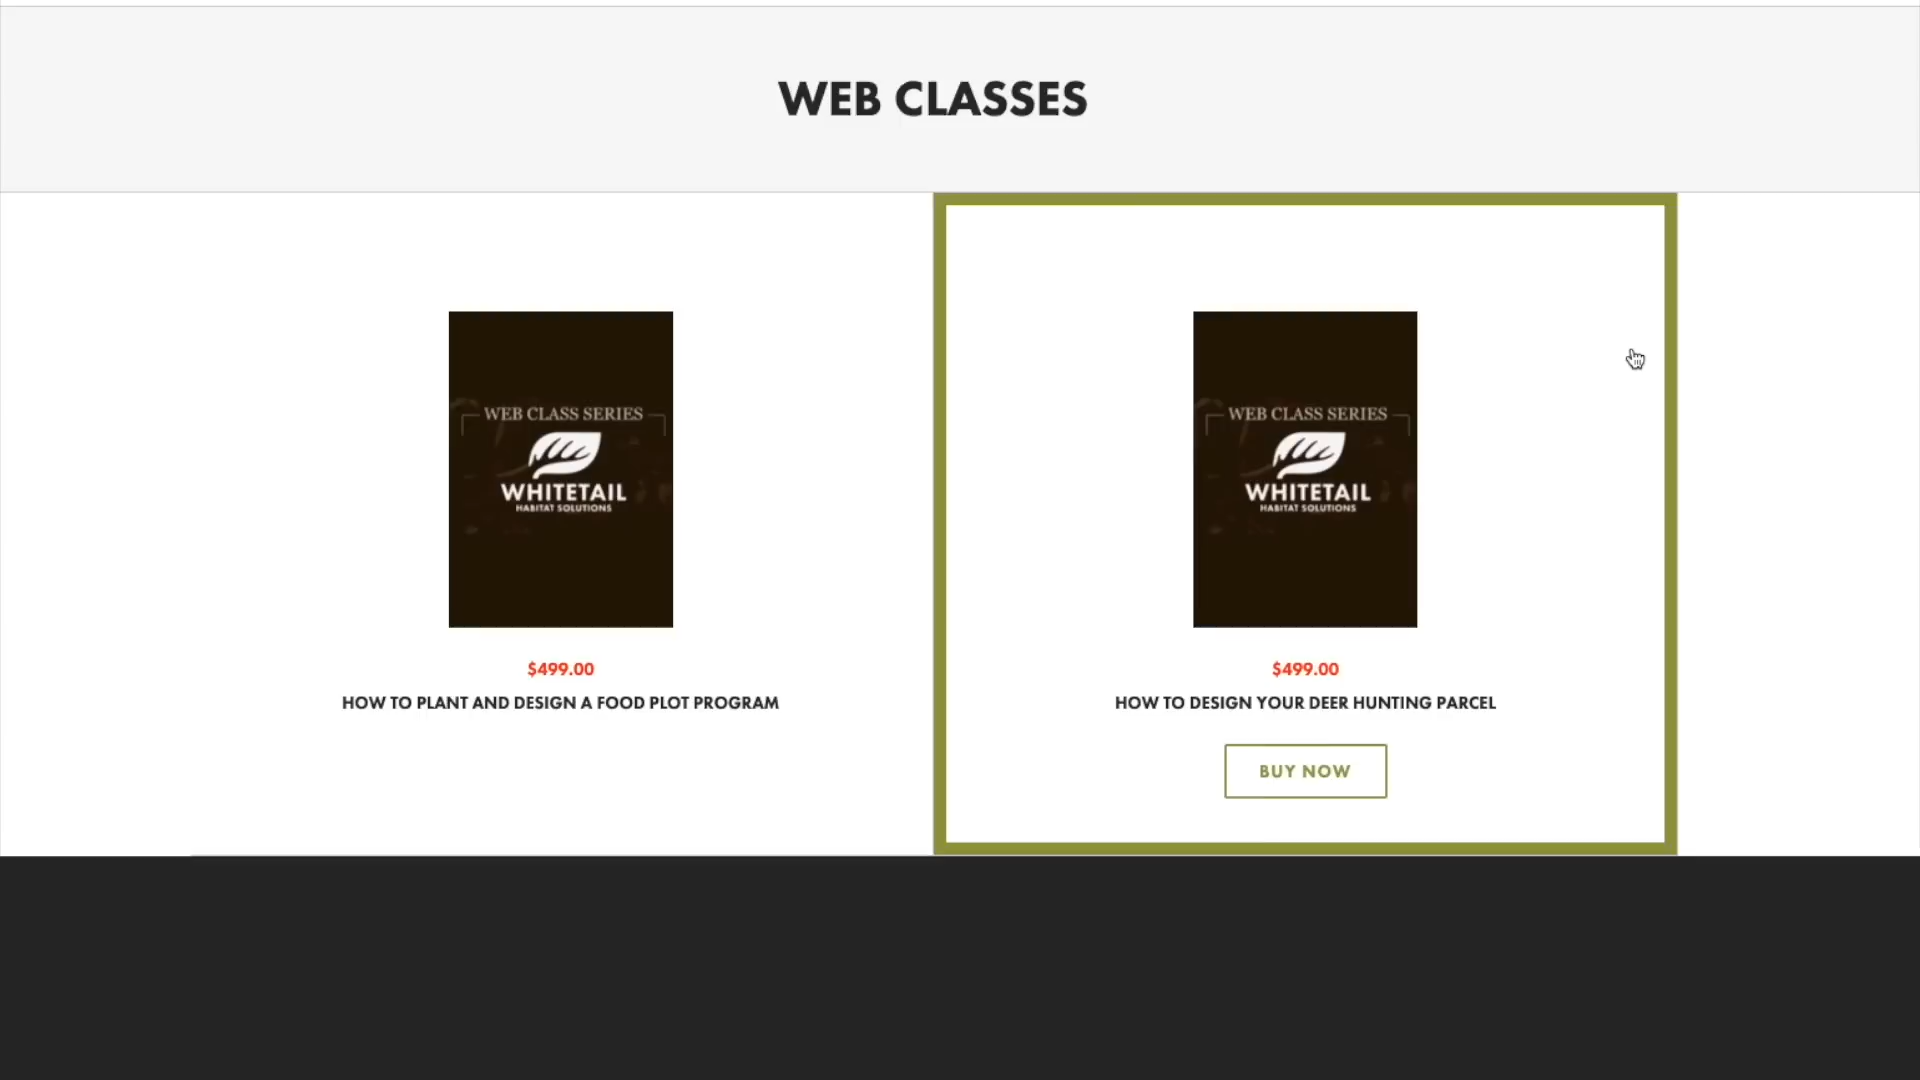 WEB CLASSES
WEB CLASS SERIES
WHITETAIL
HABITAT SOLUTIONS
$499.00
HOW TO PLANT AND DESIGN A FOOD PLOT PROGRAM
WEB CLASS SERIES
WHITETAIL
HABITAT SOLUTIONS
$499.00
HOW TO DESIGN YOUR DEER HUNTING PARCEL
BUY NOW